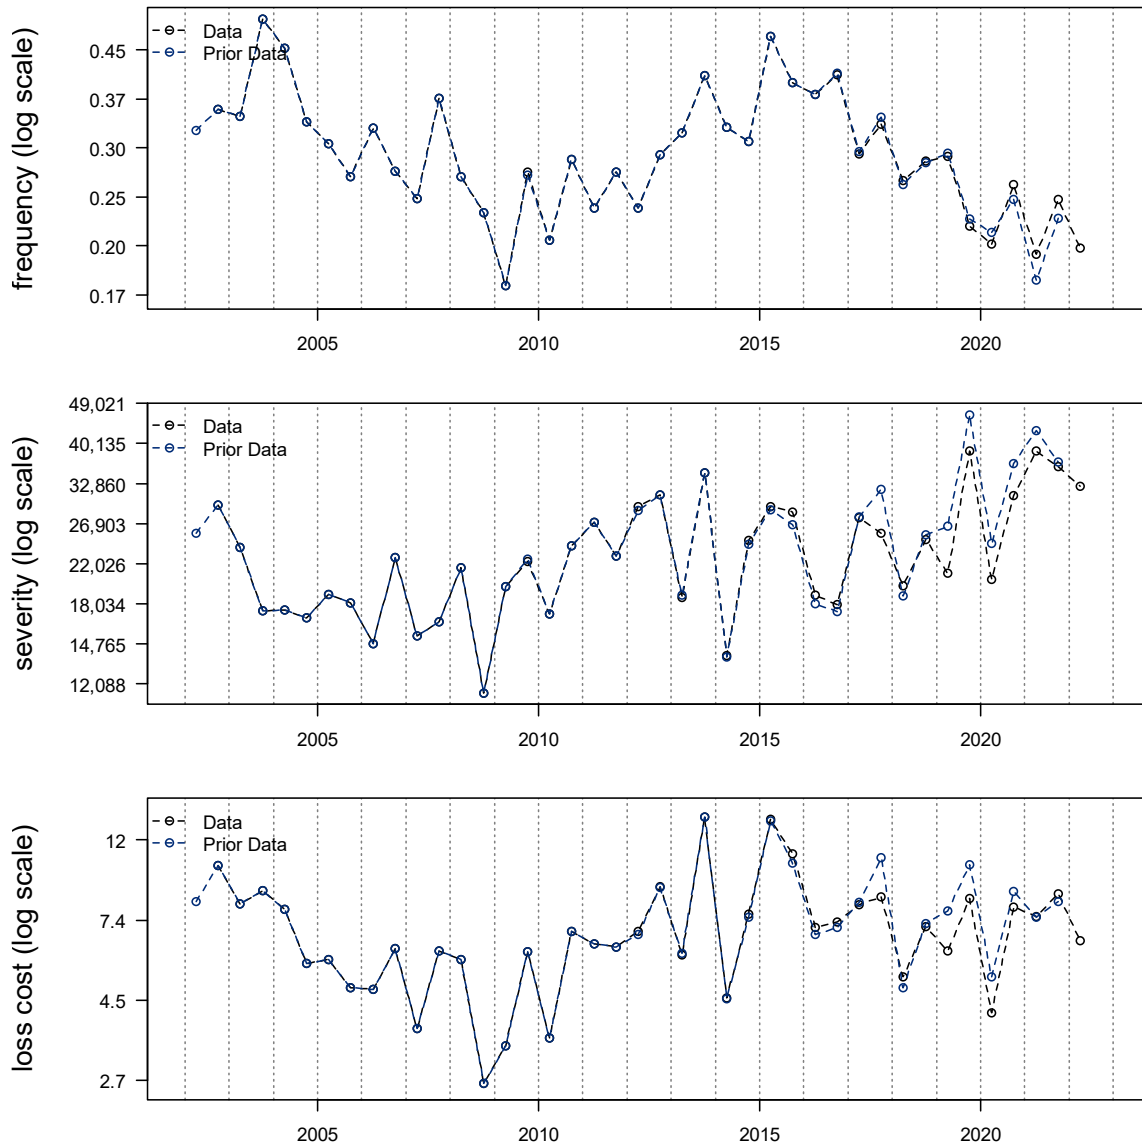 frequency (log scale)
Data
Prior Data
0.45
0.37
0.30
0.25
0.20
0.17
2005 2010 2015 2020
severity (log scale)
Data
Prior Data
49,021
40,135
32,860
26,903
22,026
18,034
14,765
12,088
2005 2010 2015 2020
loss cost (log scale)
Data
Prior Data
12
7.4
4.5
2.7
2005 2010 2015 2020